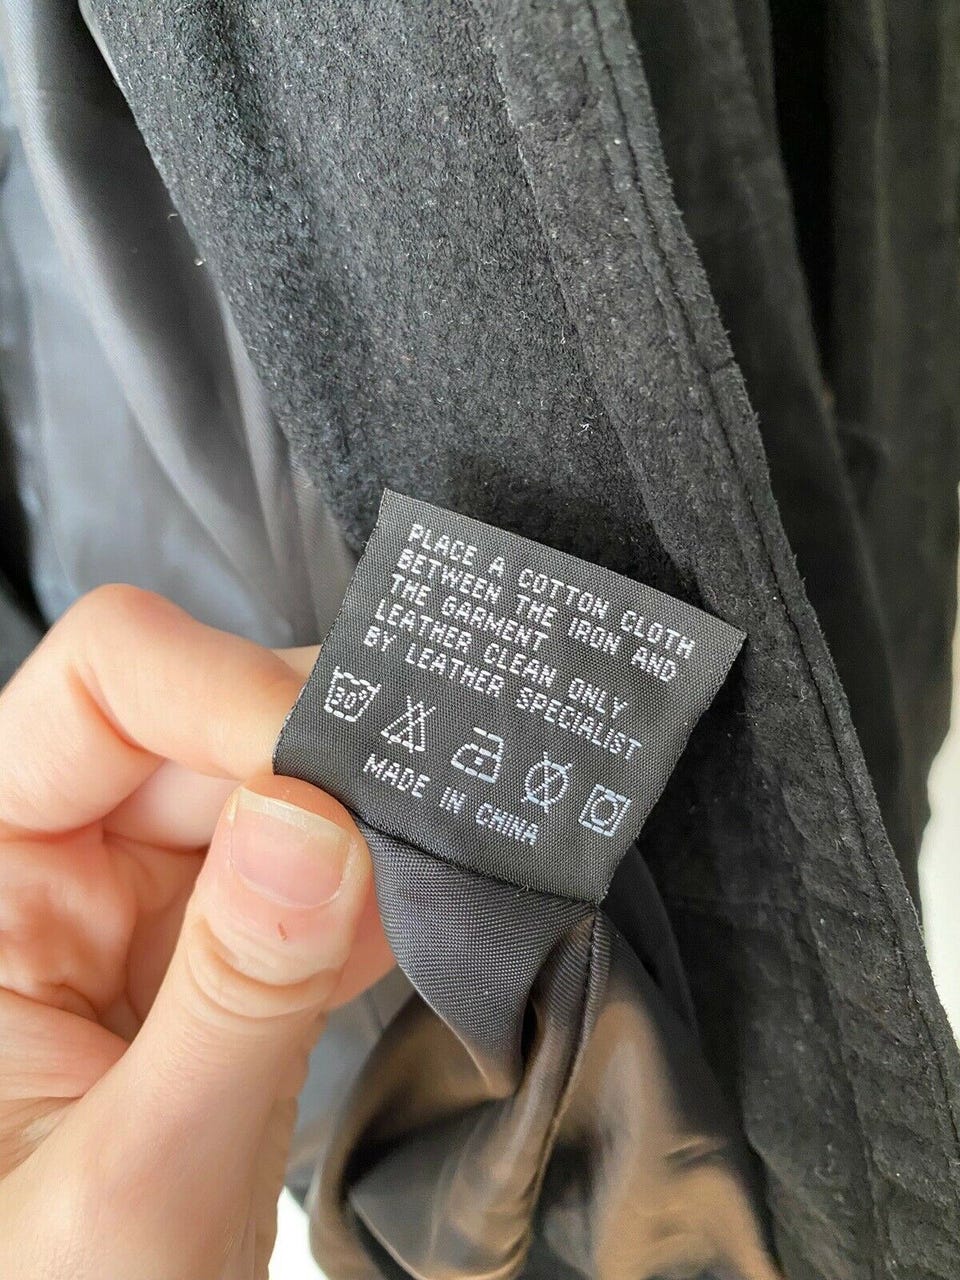 PLACE A COTTON CLOTH
BETWEEN THE IRON AND
THE GARMENT
LEATHER CLEAN ONLY
BY LEATHER SPECIALIST
30°
MADE IN CHINA